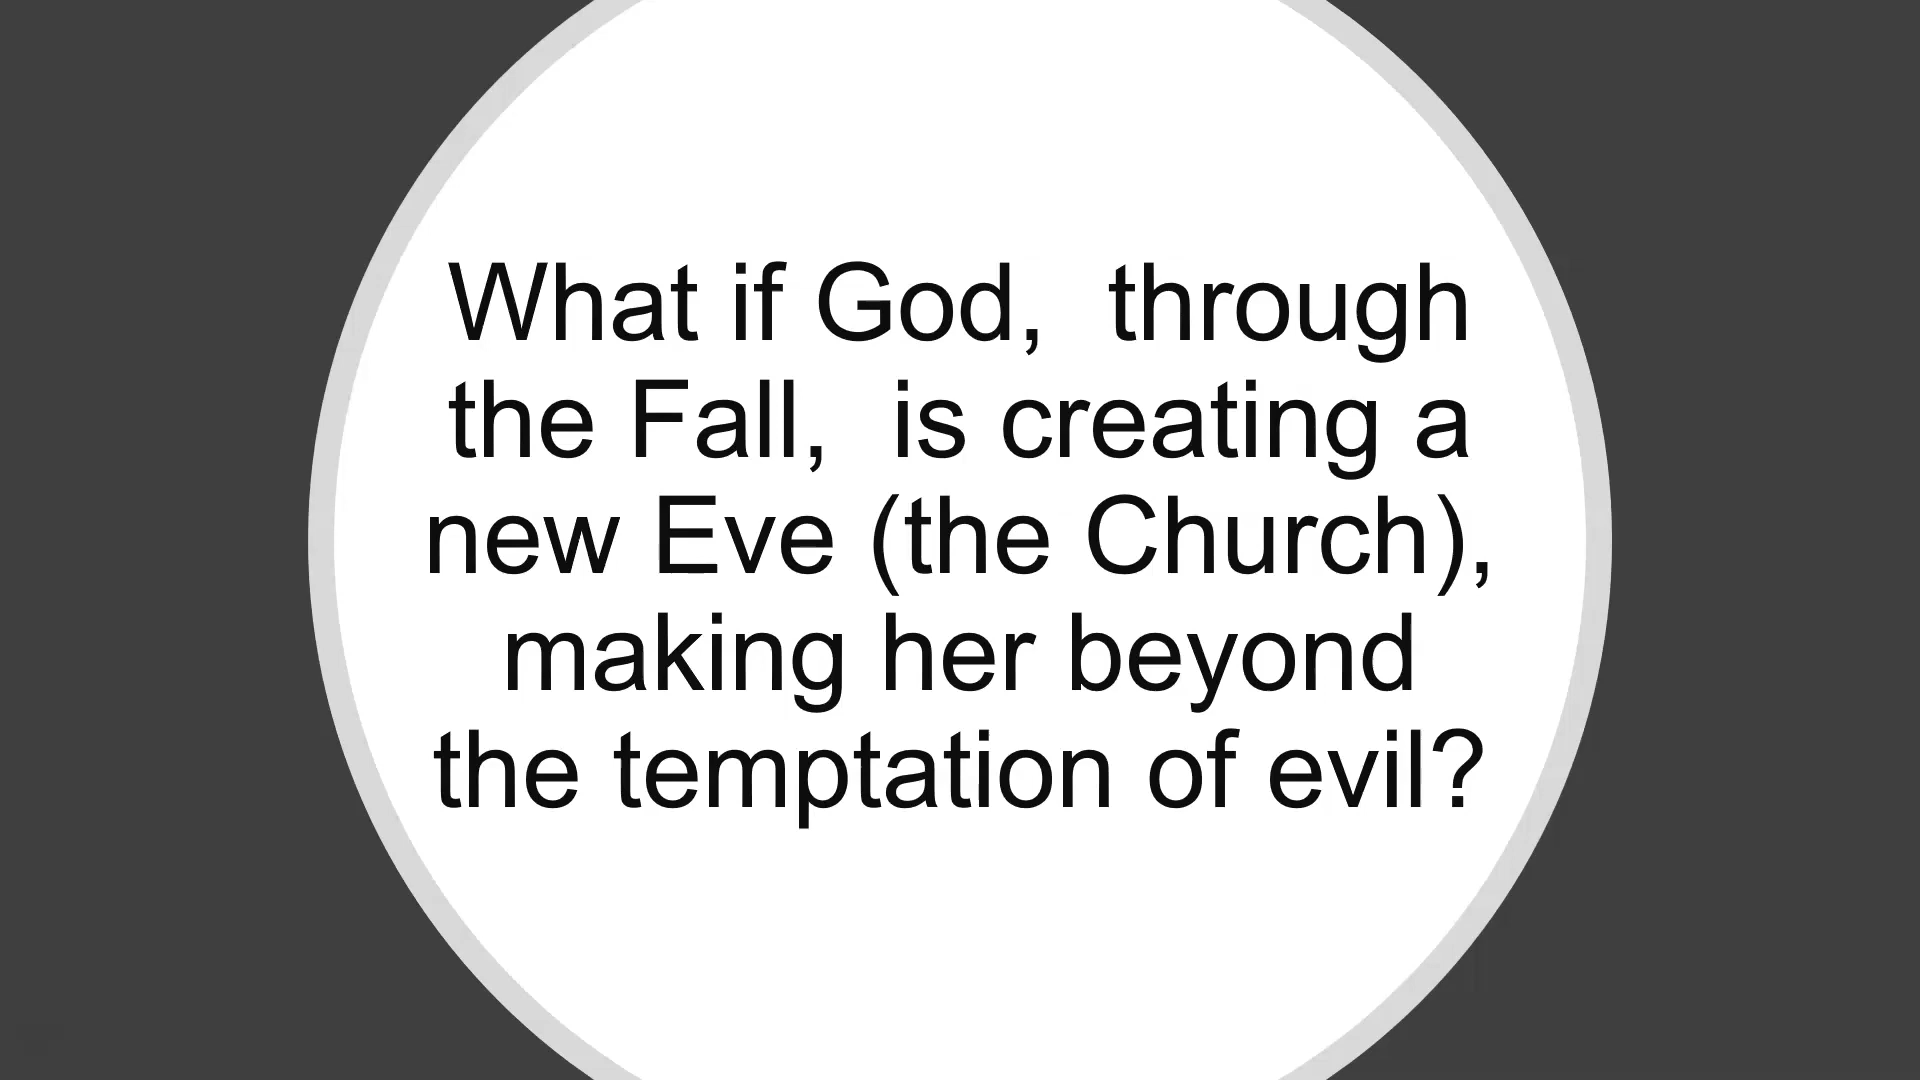 What if God,  through
the Fall,  is creating a
new Eve (the Church),
making her beyond
the temptation of evil?